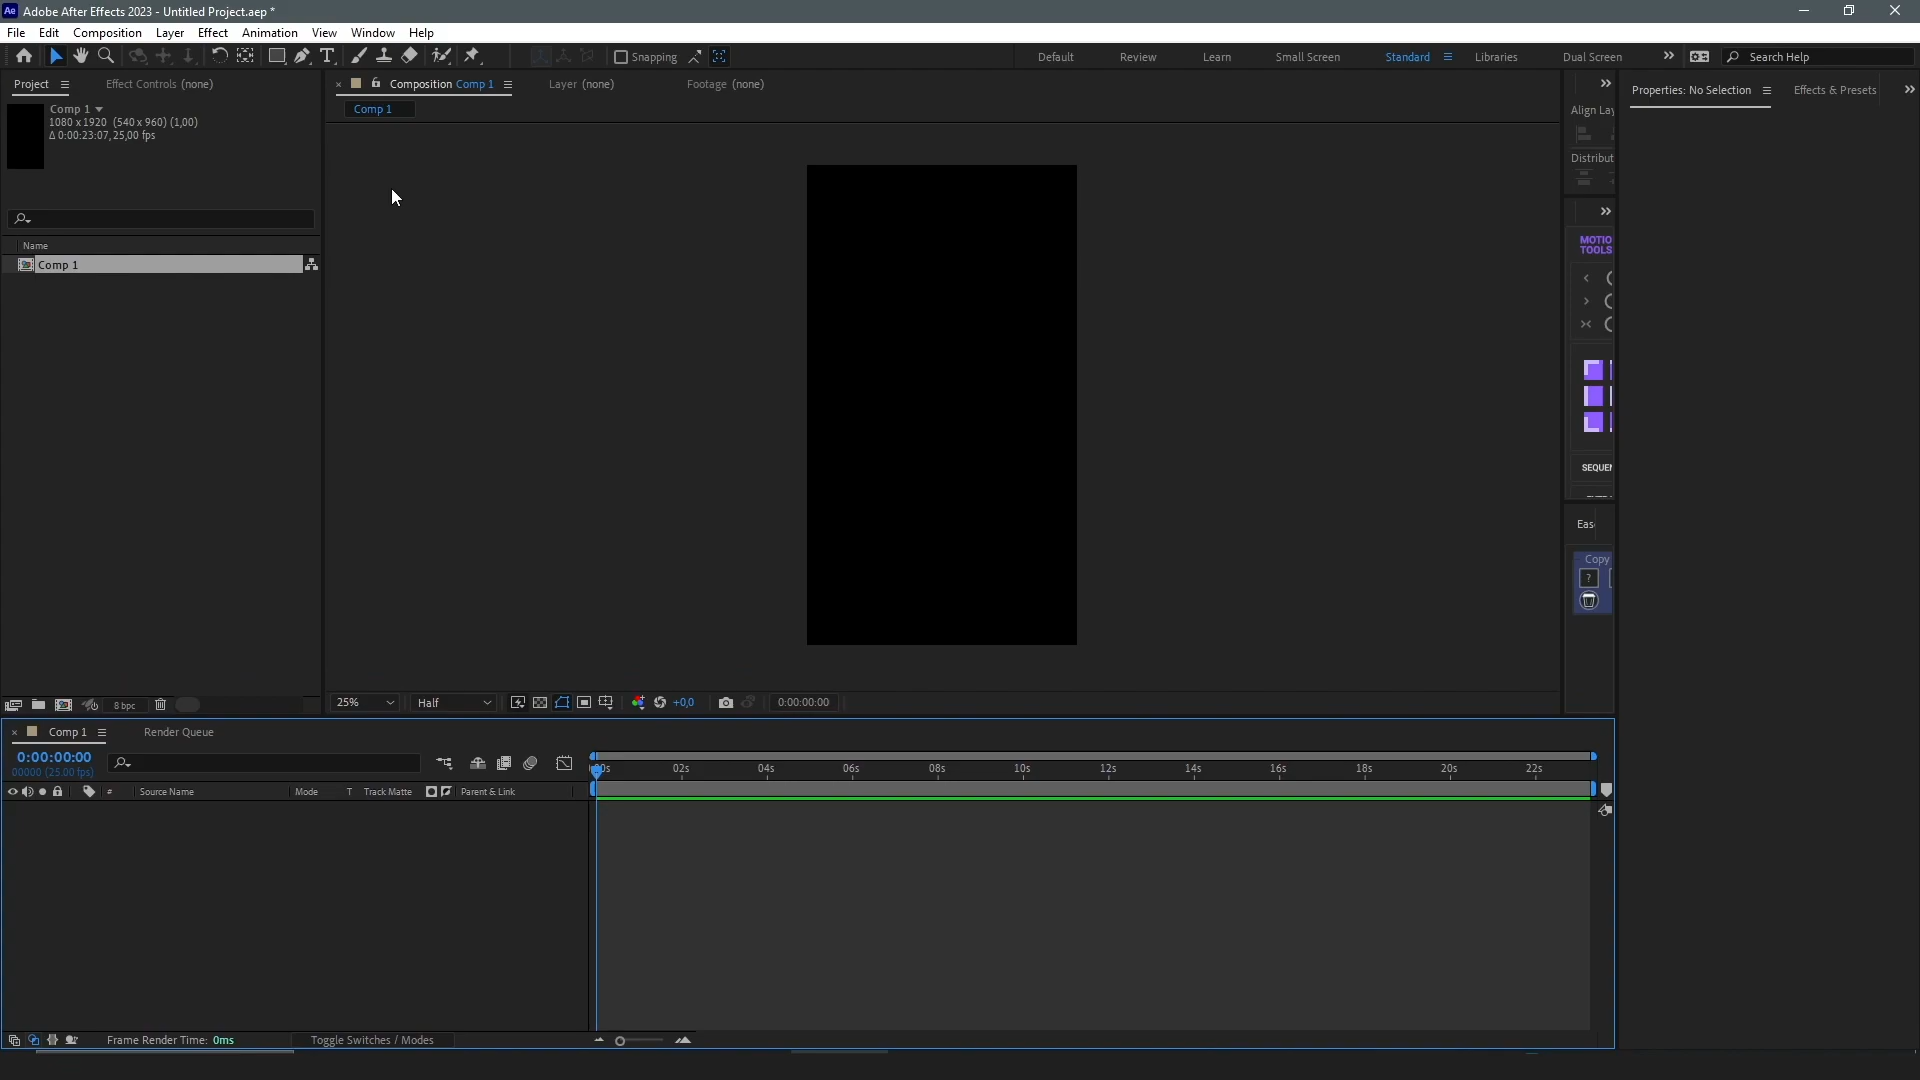 Ae Adobe After Effects 2023 - Untitled Project.aep *
File Edit Composition Layer Effect Animation View Window Help
Snapping Default Review Learn Small Screen Standard Libraries Dual Screen Search Help
Project Effect Controls (none) Composition Comp 1 Layer (none) Footage (none) Properties: No Selection Effects & Presets
Comp 1 Comp 1 Align Lay
1080 x 1920 (540 x 960) (1,00)
Δ 0:00:23:07, 25,00 fps
Distribut
Name MOTIO
TOOLS
Comp 1
SEQUEN
Eas
Copy
?
8 bpc 25% Half +0,0 0:00:00:00
Comp 1 Render Queue
0:00:00:00
00000 (25.00 fps) 02s 04s 06s 08s 10s 12s 14s 16s 18s 20s 22s
# Source Name Mode T Track Matte Parent & Link
Frame Render Time: 0ms Toggle Switches / Modes